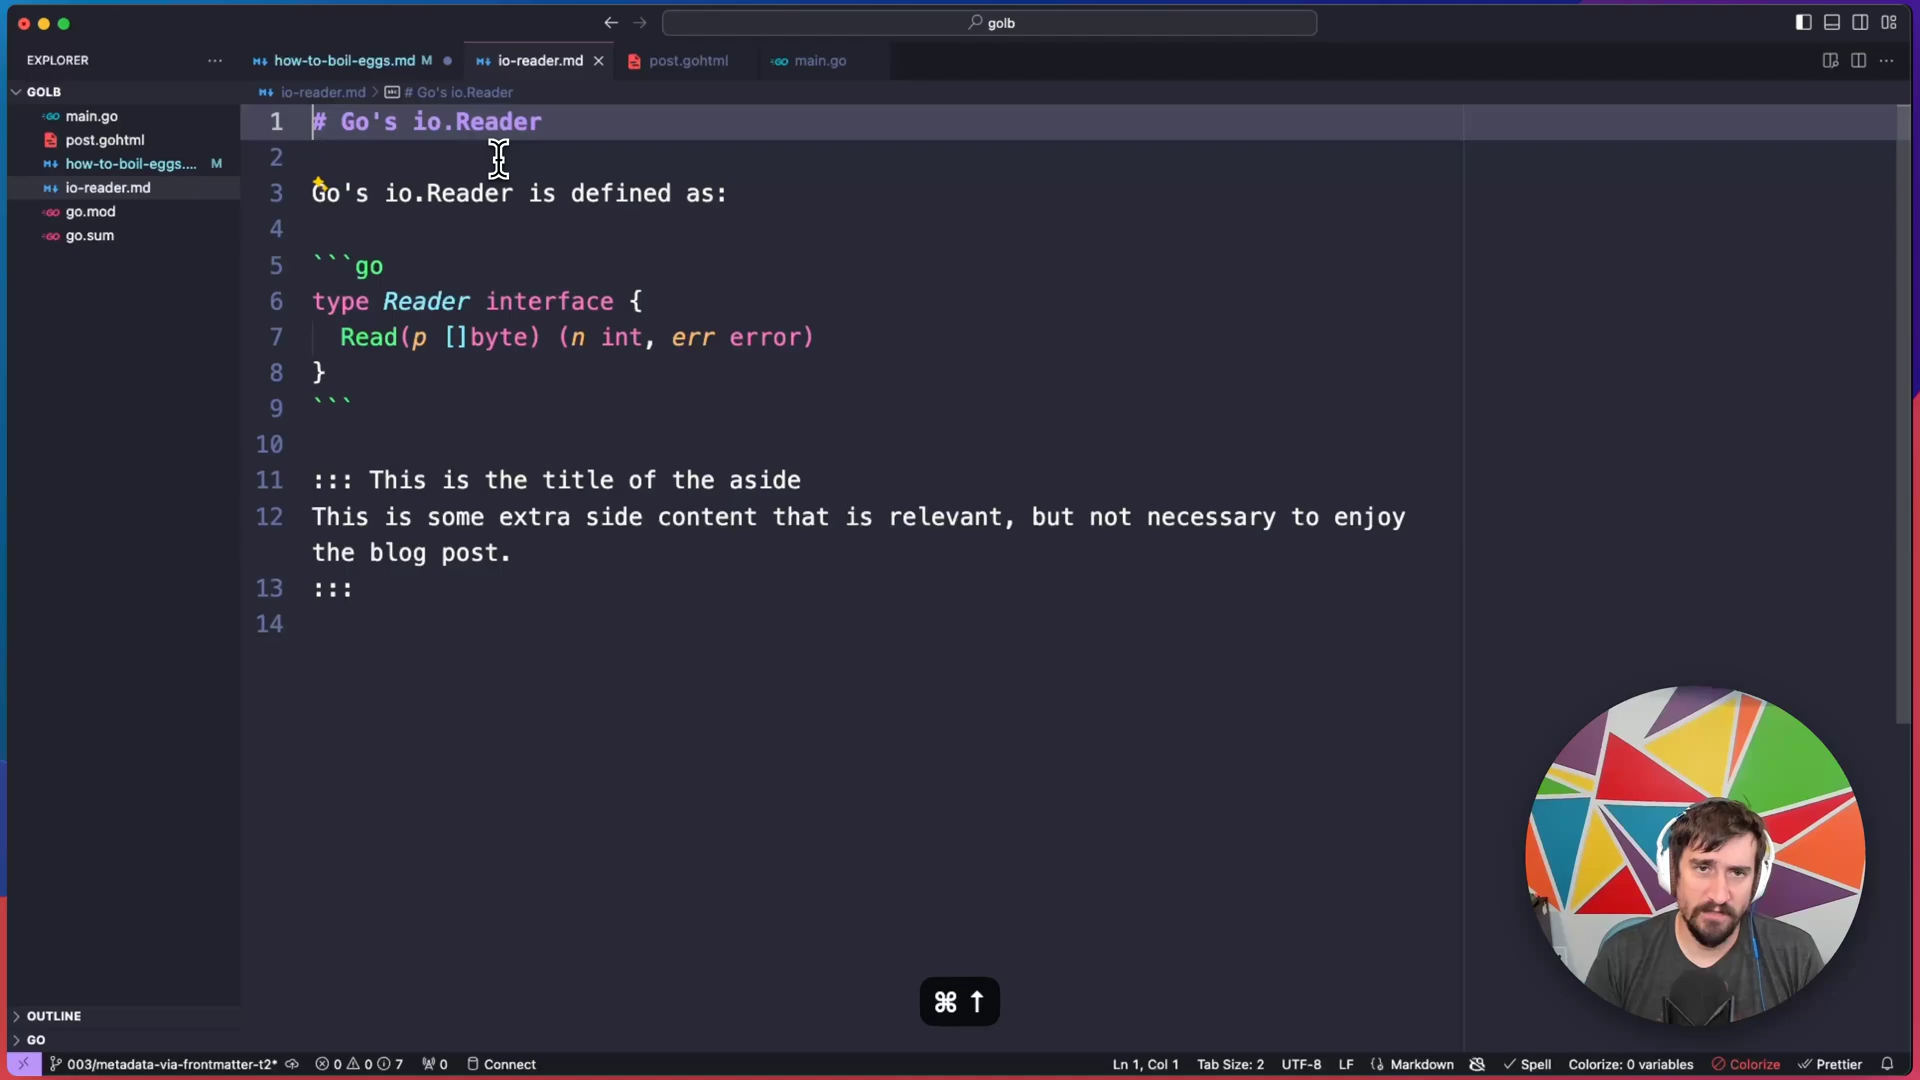 golb
EXPLORER
how-to-boil-eggs.md M
io-reader.md
post.gohtml
main.go
GOLB
io-reader.md > # Go's io.Reader
main.go
post.gohtml
how-to-boil-eggs.... M
io-reader.md
go.mod
go.sum
1 # Go's io.Reader
2
3 Go's io.Reader is defined as:
4
5 ```go
6 type Reader interface {
7 Read(p []byte) (n int, err error)
8 }
9 ```
10
11 ::: This is the title of the aside
12 This is some extra side content that is relevant, but not necessary to enjoy
the blog post.
13 :::
14
⌘ ↑
OUTLINE
GO
003/metadata-via-frontmatter-t2* 0 0 7 0 Connect
Ln 1, Col 1 Tab Size: 2 UTF-8 LF Markdown Spell Colorize: 0 variables Colorize Prettier